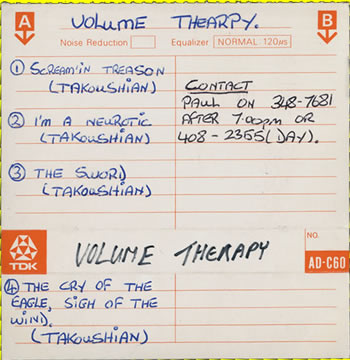 A VOLUME THEARPY. B
Noise Reduction Equalizer NORMAL 120µs
① SCREAM'IN TREASON
(TAKOUSHIAN)
② I'M A NEUROTIC
(TAKOUSHIAN)
③ THE SWORD
(TAKOUSHIAN)
CONTACT
PAUL ON 348-7681
AFTER 7.00pm OR
408-2355(DAY).
TDK VOLUME THERAPY NO. AD-C60
④ THE CRY OF THE
EAGLE, SIGH OF THE
WIND.
(TAKOUSHIAN)